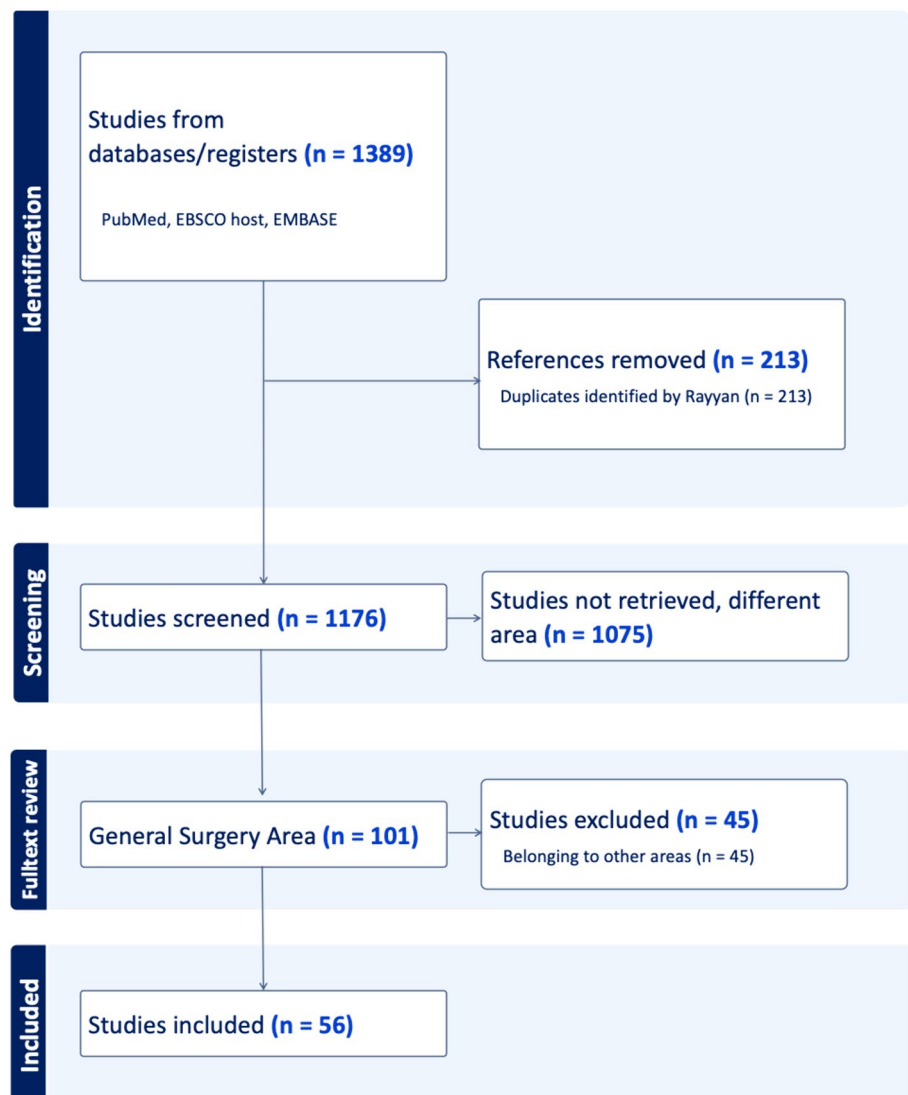 Identification
Studies from
databases/registers (n = 1389)
PubMed, EBSCO host, EMBASE
References removed (n = 213)
Duplicates identified by Rayyan (n = 213)
Screening
Studies screened (n = 1176)
Studies not retrieved, different
area (n = 1075)
Fulltext review
General Surgery Area (n = 101)
Studies excluded (n = 45)
Belonging to other areas (n = 45)
Included
Studies included (n = 56)